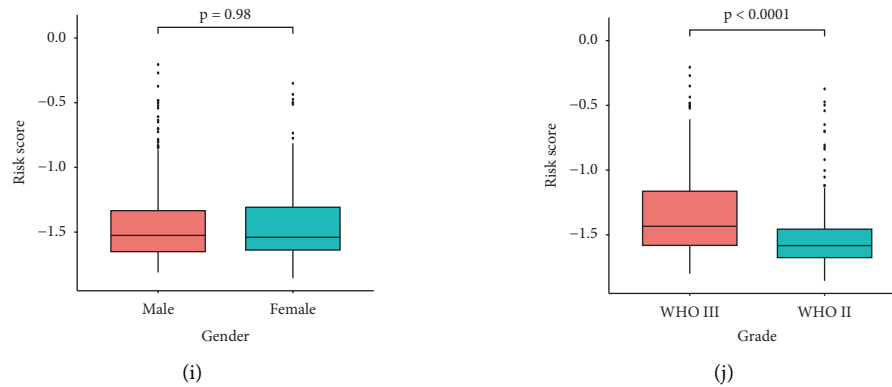 p = 0.98
0.0
−0.5
−1.0
−1.5
Risk score
Male
Female
Gender
(i)
p < 0.0001
0.0
−0.5
−1.0
−1.5
Risk score
WHO III
WHO II
Grade
(j)